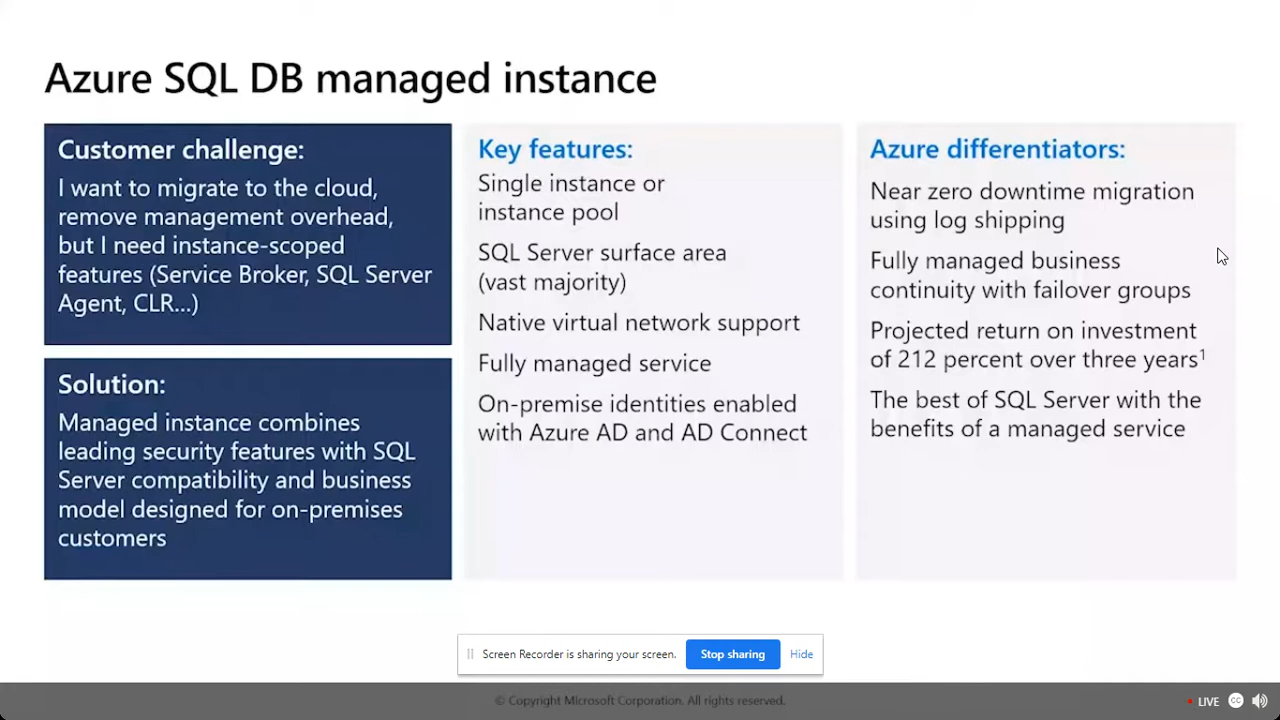 Azure SQL DB managed instance
Customer challenge:
I want to migrate to the cloud,
remove management overhead,
but I need instance-scoped
features (Service Broker, SQL Server
Agent, CLR...)
Solution:
Managed instance combines
leading security features with SQL
Server compatibility and business
model designed for on-premises
customers
Key features:
Single instance or
instance pool
SQL Server surface area
(vast majority)
Native virtual network support
Fully managed service
On-premise identities enabled
with Azure AD and AD Connect
Azure differentiators:
Near zero downtime migration
using log shipping
Fully managed business
continuity with failover groups
Projected return on investment
of 212 percent over three years¹
The best of SQL Server with the
benefits of a managed service
Screen Recorder is sharing your screen. Stop sharing Hide
© Copyright Microsoft Corporation. All rights reserved.
LIVE CC